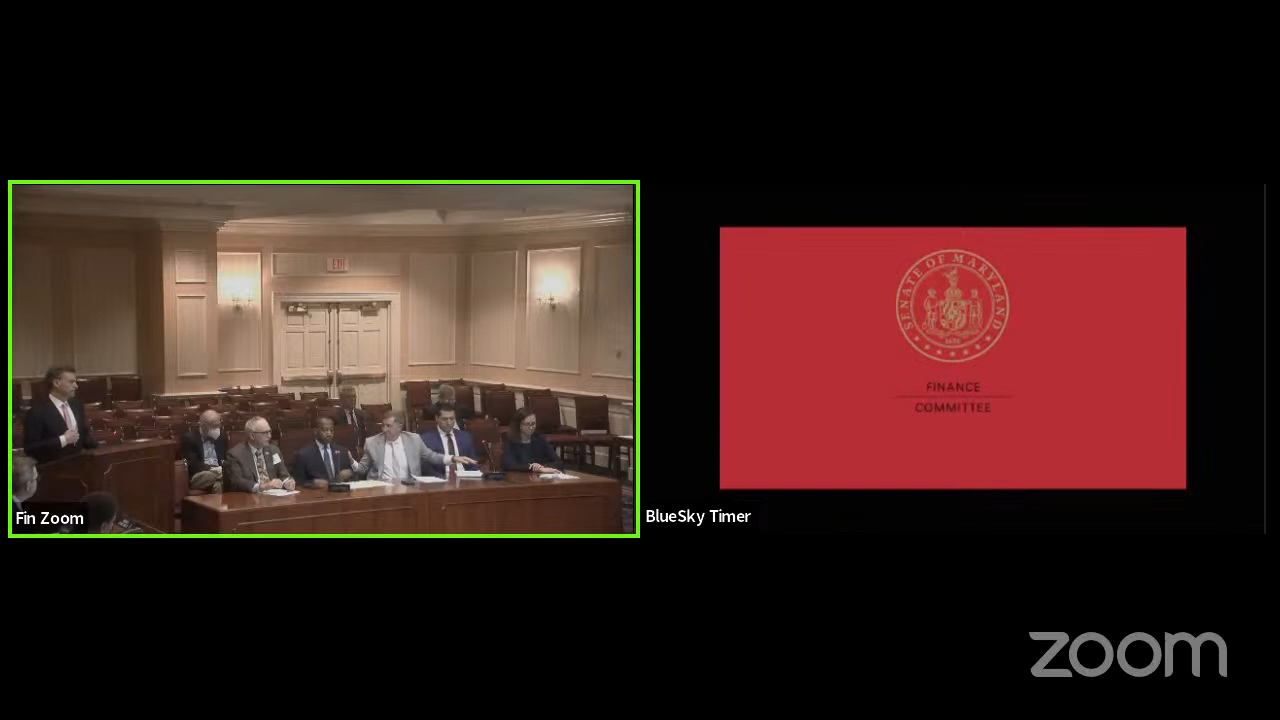 EXIT
Fin Zoom
SENATE OF MARYLAND
FINANCE
COMMITTEE
BlueSky Timer
zoom